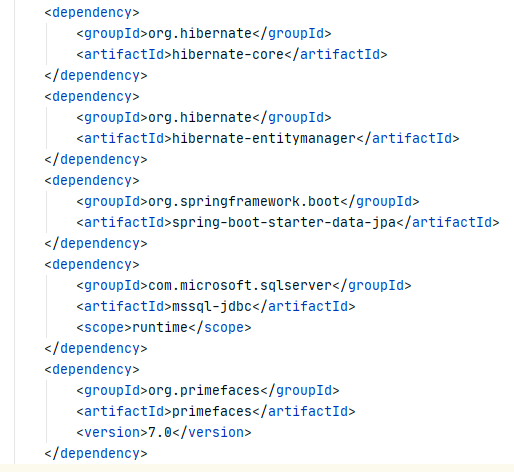 <dependency>
<groupId>org.hibernate</groupId>
<artifactId>hibernate-core</artifactId>
</dependency>
<dependency>
<groupId>org.hibernate</groupId>
<artifactId>hibernate-entitymanager</artifactId>
</dependency>
<dependency>
<groupId>org.springframework.boot</groupId>
<artifactId>spring-boot-starter-data-jpa</artifactId>
</dependency>
<dependency>
<groupId>com.microsoft.sqlserver</groupId>
<artifactId>mssql-jdbc</artifactId>
<scope>runtime</scope>
</dependency>
<dependency>
<groupId>org.primefaces</groupId>
<artifactId>primefaces</artifactId>
<version>7.0</version>
</dependency>